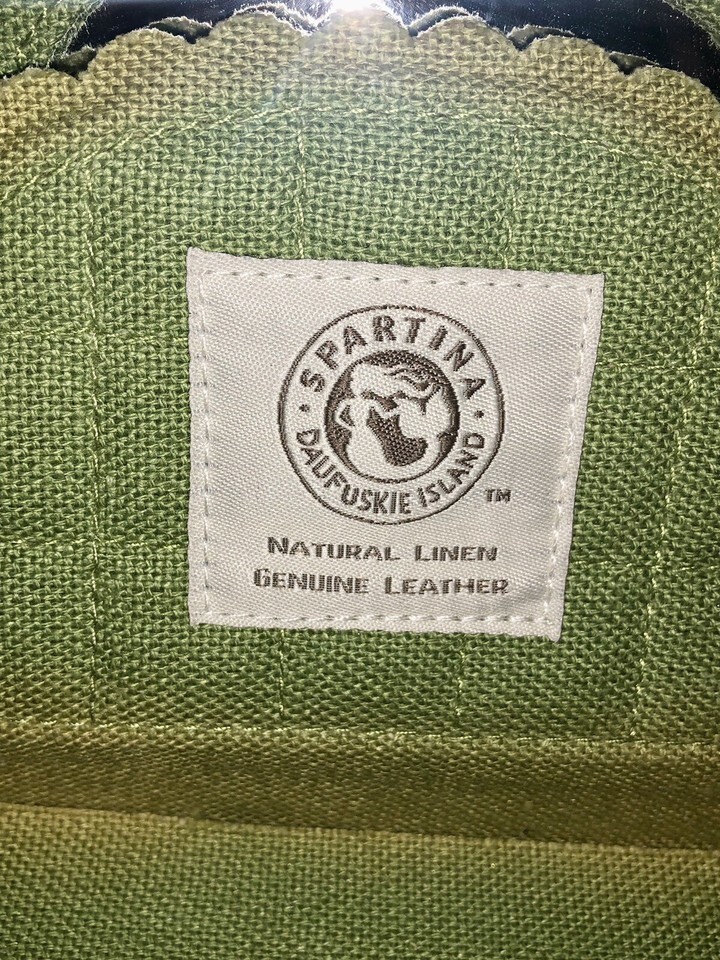 · SPARTINA ·
DAUFUSKIE ISLAND
TM
NATURAL LINEN
GENUINE LEATHER